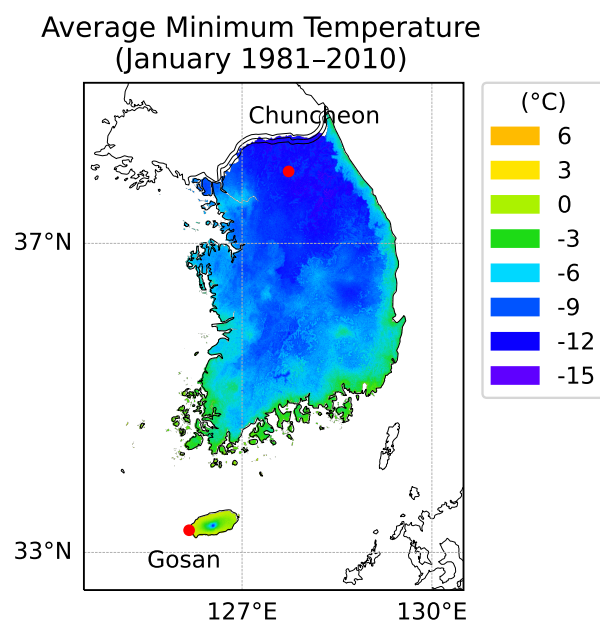 Average Minimum Temperature
(January 1981–2010)
(°C)
Chuncheon
6
3
0
-3
37°N
-6
-9
-12
-15
33°N
Gosan
127°E 130°E